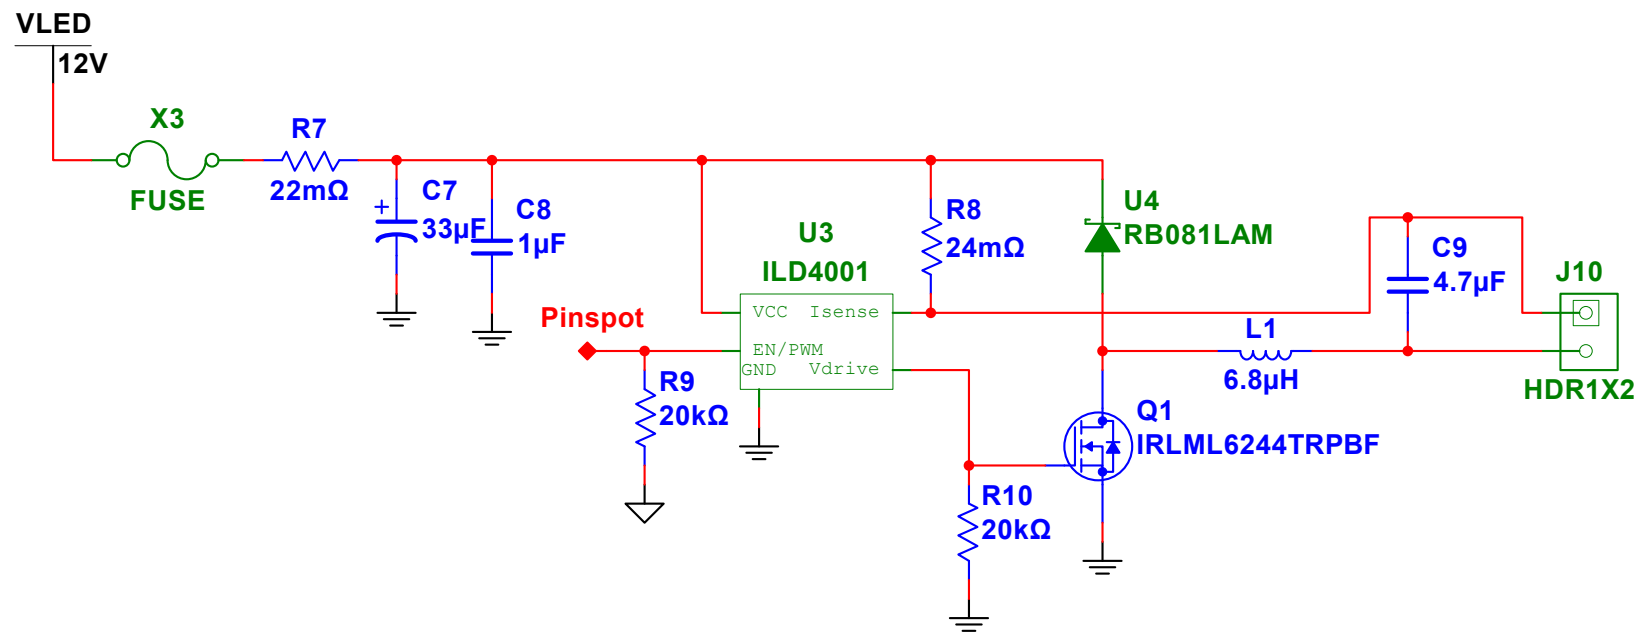 VLED
12V
X3
FUSE
R7
22mΩ
+
C7
33µF
C8
1µF
U3
ILD4001
VCC
Isense
EN/PWM
GND
Vdrive
Pinspot
R9
20kΩ
R8
24mΩ
U4
RB081LAM
C9
4.7µF
J10
HDR1X2
L1
6.8µH
Q1
IRLML6244TRPBF
R10
20kΩ